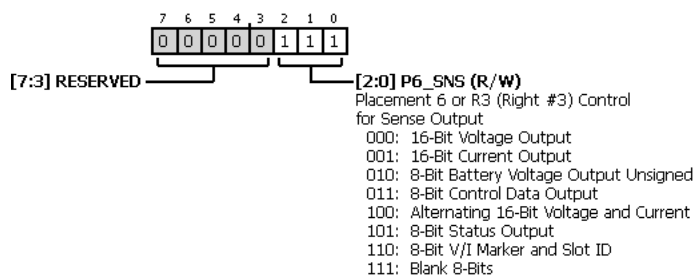 7 6 5 4 3 2 1 0
0 0 0 0 0 1 1 1
[7:3] RESERVED
[2:0] P6_SNS (R/W)
Placement 6 or R3 (Right #3) Control
for Sense Output
000: 16-Bit Voltage Output
001: 16-Bit Current Output
010: 8-Bit Battery Voltage Output Unsigned
011: 8-Bit Control Data Output
100: Alternating 16-Bit Voltage and Current
101: 8-Bit Status Output
110: 8-Bit V/I Marker and Slot ID
111: Blank 8-Bits